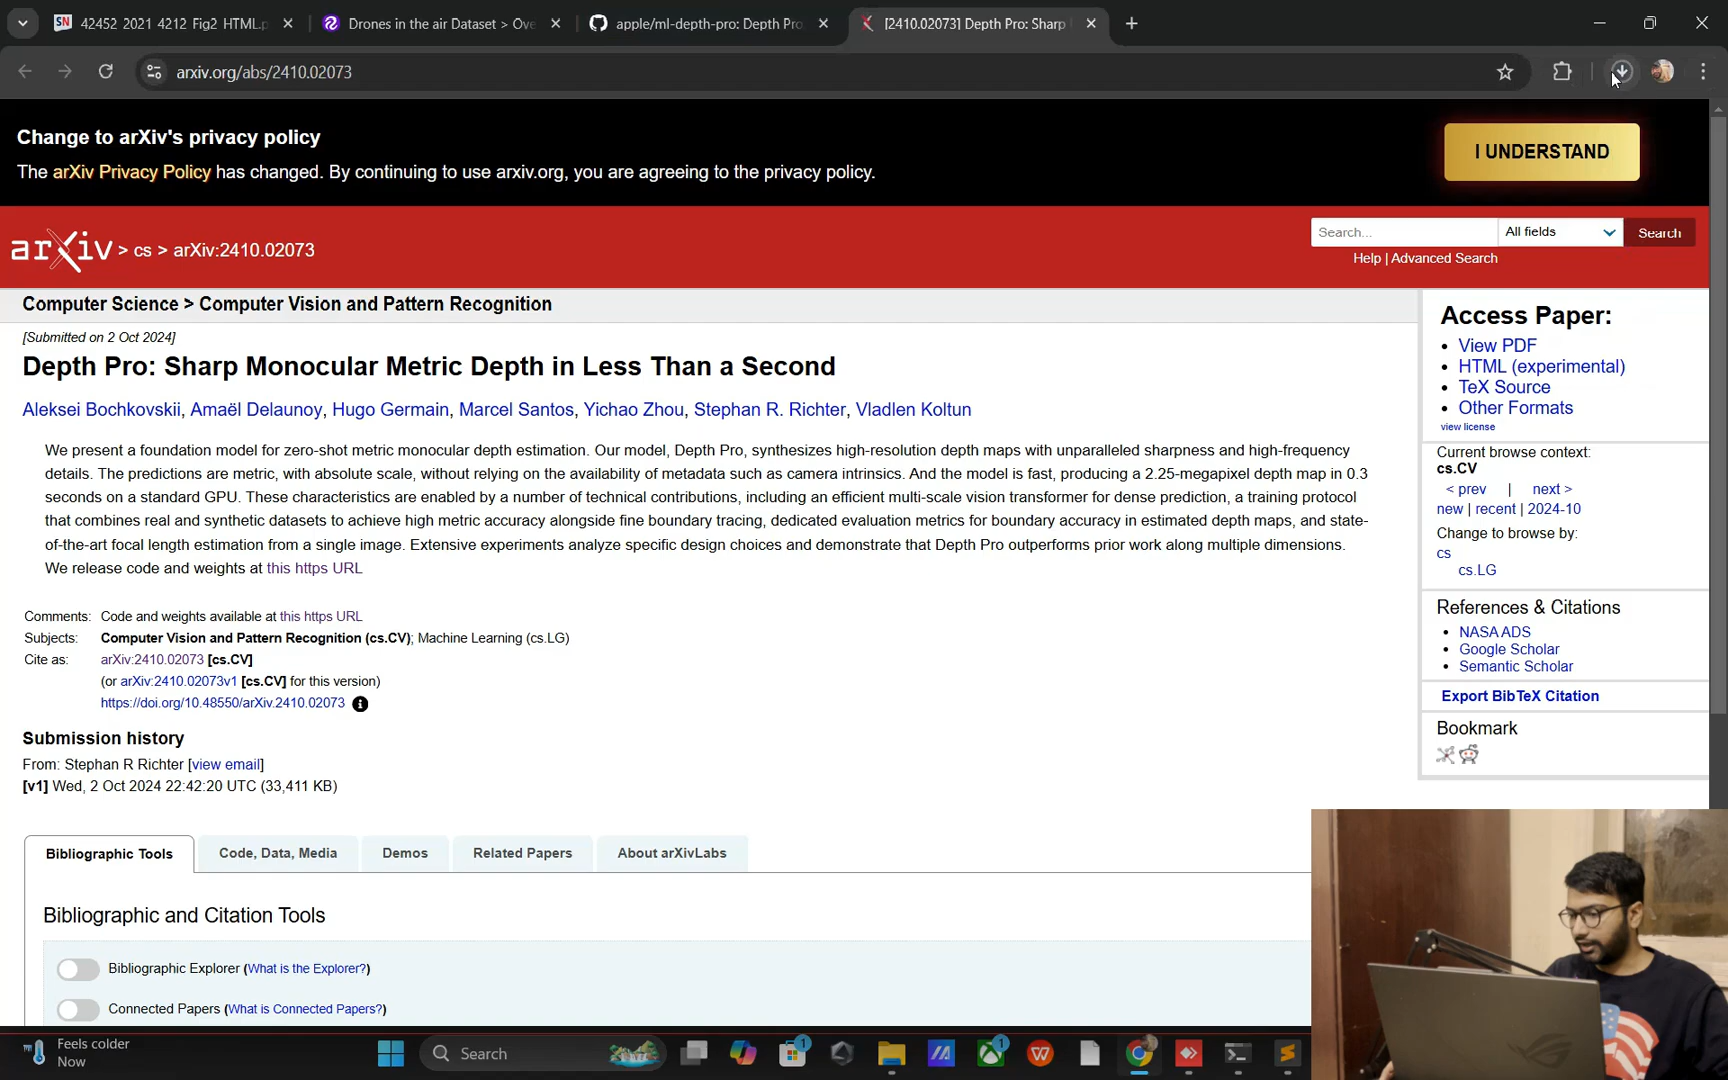 42452 2021 4212 Fig2 HTML.p
Drones in the air Dataset > Ove
apple/ml-depth-pro: Depth Pro
[2410.02073] Depth Pro: Sharp
arxiv.org/abs/2410.02073
Change to arXiv's privacy policy
The arXiv Privacy Policy has changed. By continuing to use arxiv.org, you are agreeing to the privacy policy.
I UNDERSTAND
arXiv > cs > arXiv:2410.02073
Search...
All fields
Search
Help | Advanced Search
Computer Science > Computer Vision and Pattern Recognition
[Submitted on 2 Oct 2024]
Depth Pro: Sharp Monocular Metric Depth in Less Than a Second
Aleksei Bochkovskii, Amaël Delaunoy, Hugo Germain, Marcel Santos, Yichao Zhou, Stephan R. Richter, Vladlen Koltun
We present a foundation model for zero-shot metric monocular depth estimation. Our model, Depth Pro, synthesizes high-resolution depth maps with unparalleled sharpness and high-frequency
details. The predictions are metric, with absolute scale, without relying on the availability of metadata such as camera intrinsics. And the model is fast, producing a 2.25-megapixel depth map in 0.3
seconds on a standard GPU. These characteristics are enabled by a number of technical contributions, including an efficient multi-scale vision transformer for dense prediction, a training protocol
that combines real and synthetic datasets to achieve high metric accuracy alongside fine boundary tracing, dedicated evaluation metrics for boundary accuracy in estimated depth maps, and state-
of-the-art focal length estimation from a single image. Extensive experiments analyze specific design choices and demonstrate that Depth Pro outperforms prior work along multiple dimensions.
We release code and weights at this https URL
Comments: Code and weights available at this https URL
Subjects: Computer Vision and Pattern Recognition (cs.CV); Machine Learning (cs.LG)
Cite as: arXiv:2410.02073 [cs.CV]
(or arXiv:2410.02073v1 [cs.CV] for this version)
https://doi.org/10.48550/arXiv.2410.02073
Submission history
From: Stephan R Richter [view email]
[v1] Wed, 2 Oct 2024 22:42:20 UTC (33,411 KB)
Access Paper:
View PDF
HTML (experimental)
TeX Source
Other Formats
view license
Current browse context:
cs.CV
< prev | next >
new | recent | 2024-10
Change to browse by:
cs
cs.LG
References & Citations
NASA ADS
Google Scholar
Semantic Scholar
Export BibTeX Citation
Bookmark
Bibliographic Tools
Code, Data, Media
Demos
Related Papers
About arXivLabs
Bibliographic and Citation Tools
Bibliographic Explorer (What is the Explorer?)
Connected Papers (What is Connected Papers?)
Feels colder
Now
Search